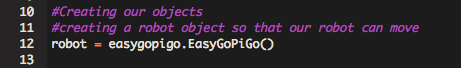 10 #Creating our objects
11 #creating a robot object so that our robot can move
12 robot = easygopigo.EasyGoPiGo()
13